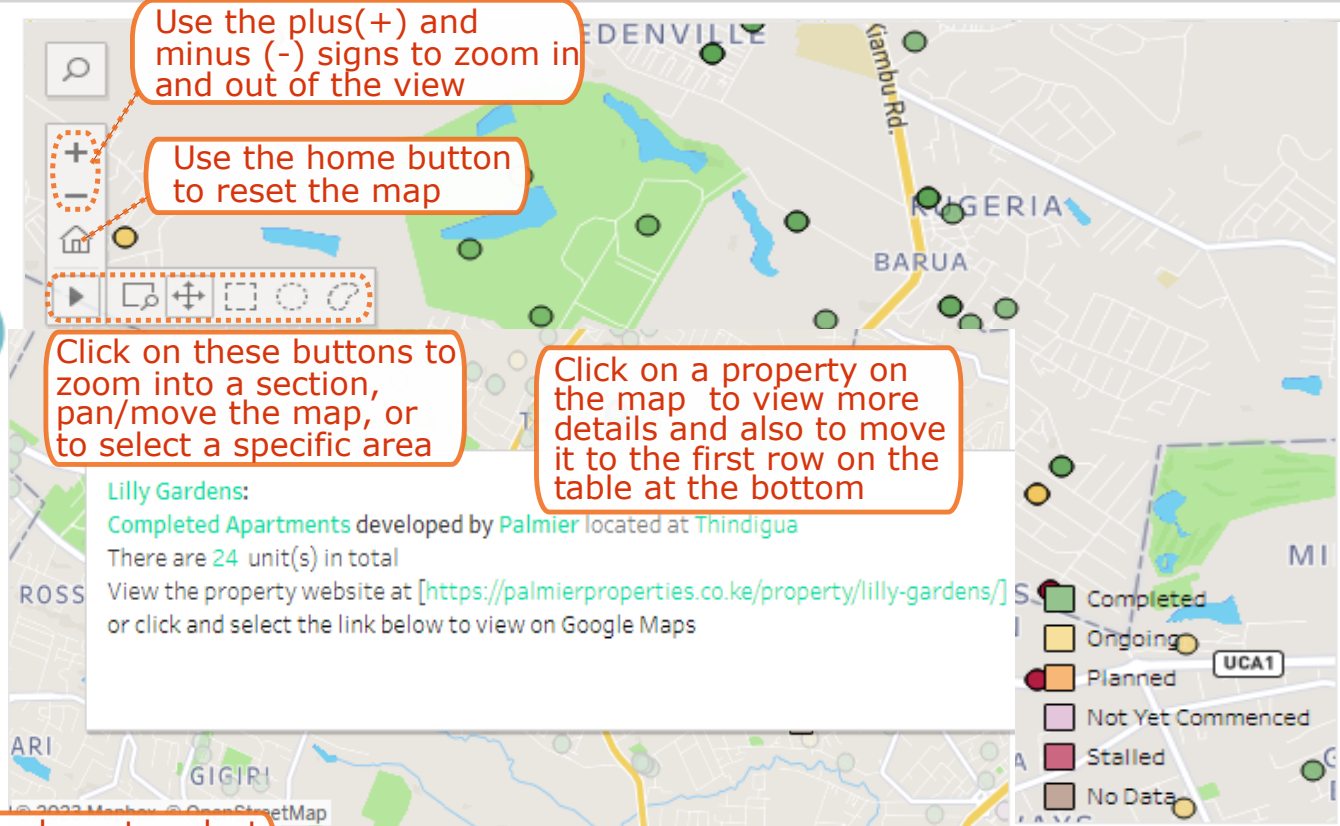 Use the plus(+) and
minus (-) signs to zoom in
and out of the view
EDENVILLE
Kiambu Rd.
Use the home button
to reset the map
RUGERIA
BARUA
Click on these buttons to
zoom into a section,
pan/move the map, or
to select a specific area
Click on a property on
the map to view more
details and also to move
it to the first row on the
table at the bottom
Lilly Gardens:
Completed Apartments developed by Palmier located at Thindigua
There are 24 unit(s) in total
View the property website at [https://palmierproperties.co.ke/property/lilly-gardens/]
or click and select the link below to view on Google Maps
ROSS
MI
Completed
Ongoing
Planned
UCA1
Not Yet Commenced
Stalled
No Data
ARI
GIGIRI
© 2023 Mapbox © OpenStreetMap